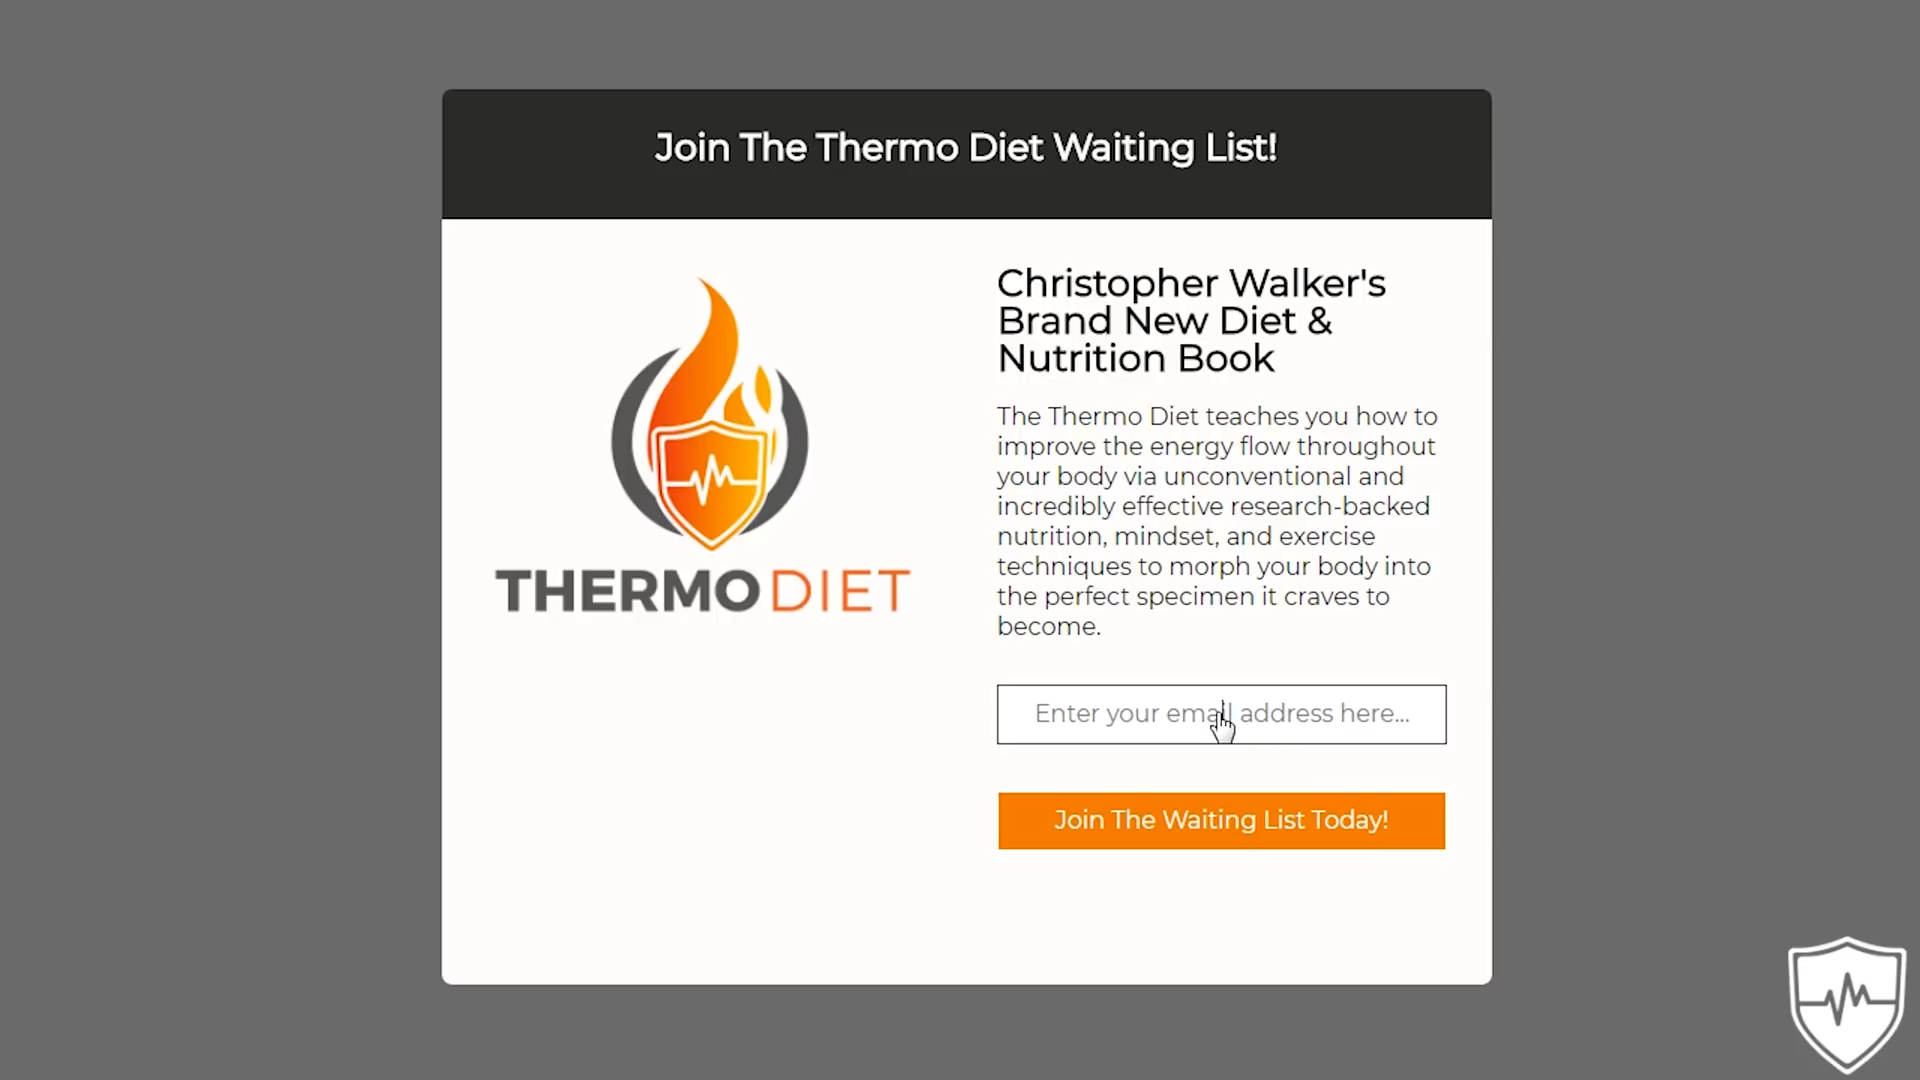 Join The Thermo Diet Waiting List!
THERMO DIET
Christopher Walker's
Brand New Diet &
Nutrition Book
The Thermo Diet teaches you how to
improve the energy flow throughout
your body via unconventional and
incredibly effective research-backed
nutrition, mindset, and exercise
techniques to morph your body into
the perfect specimen it craves to
become.
Enter your email address here...
Join The Waiting List Today!